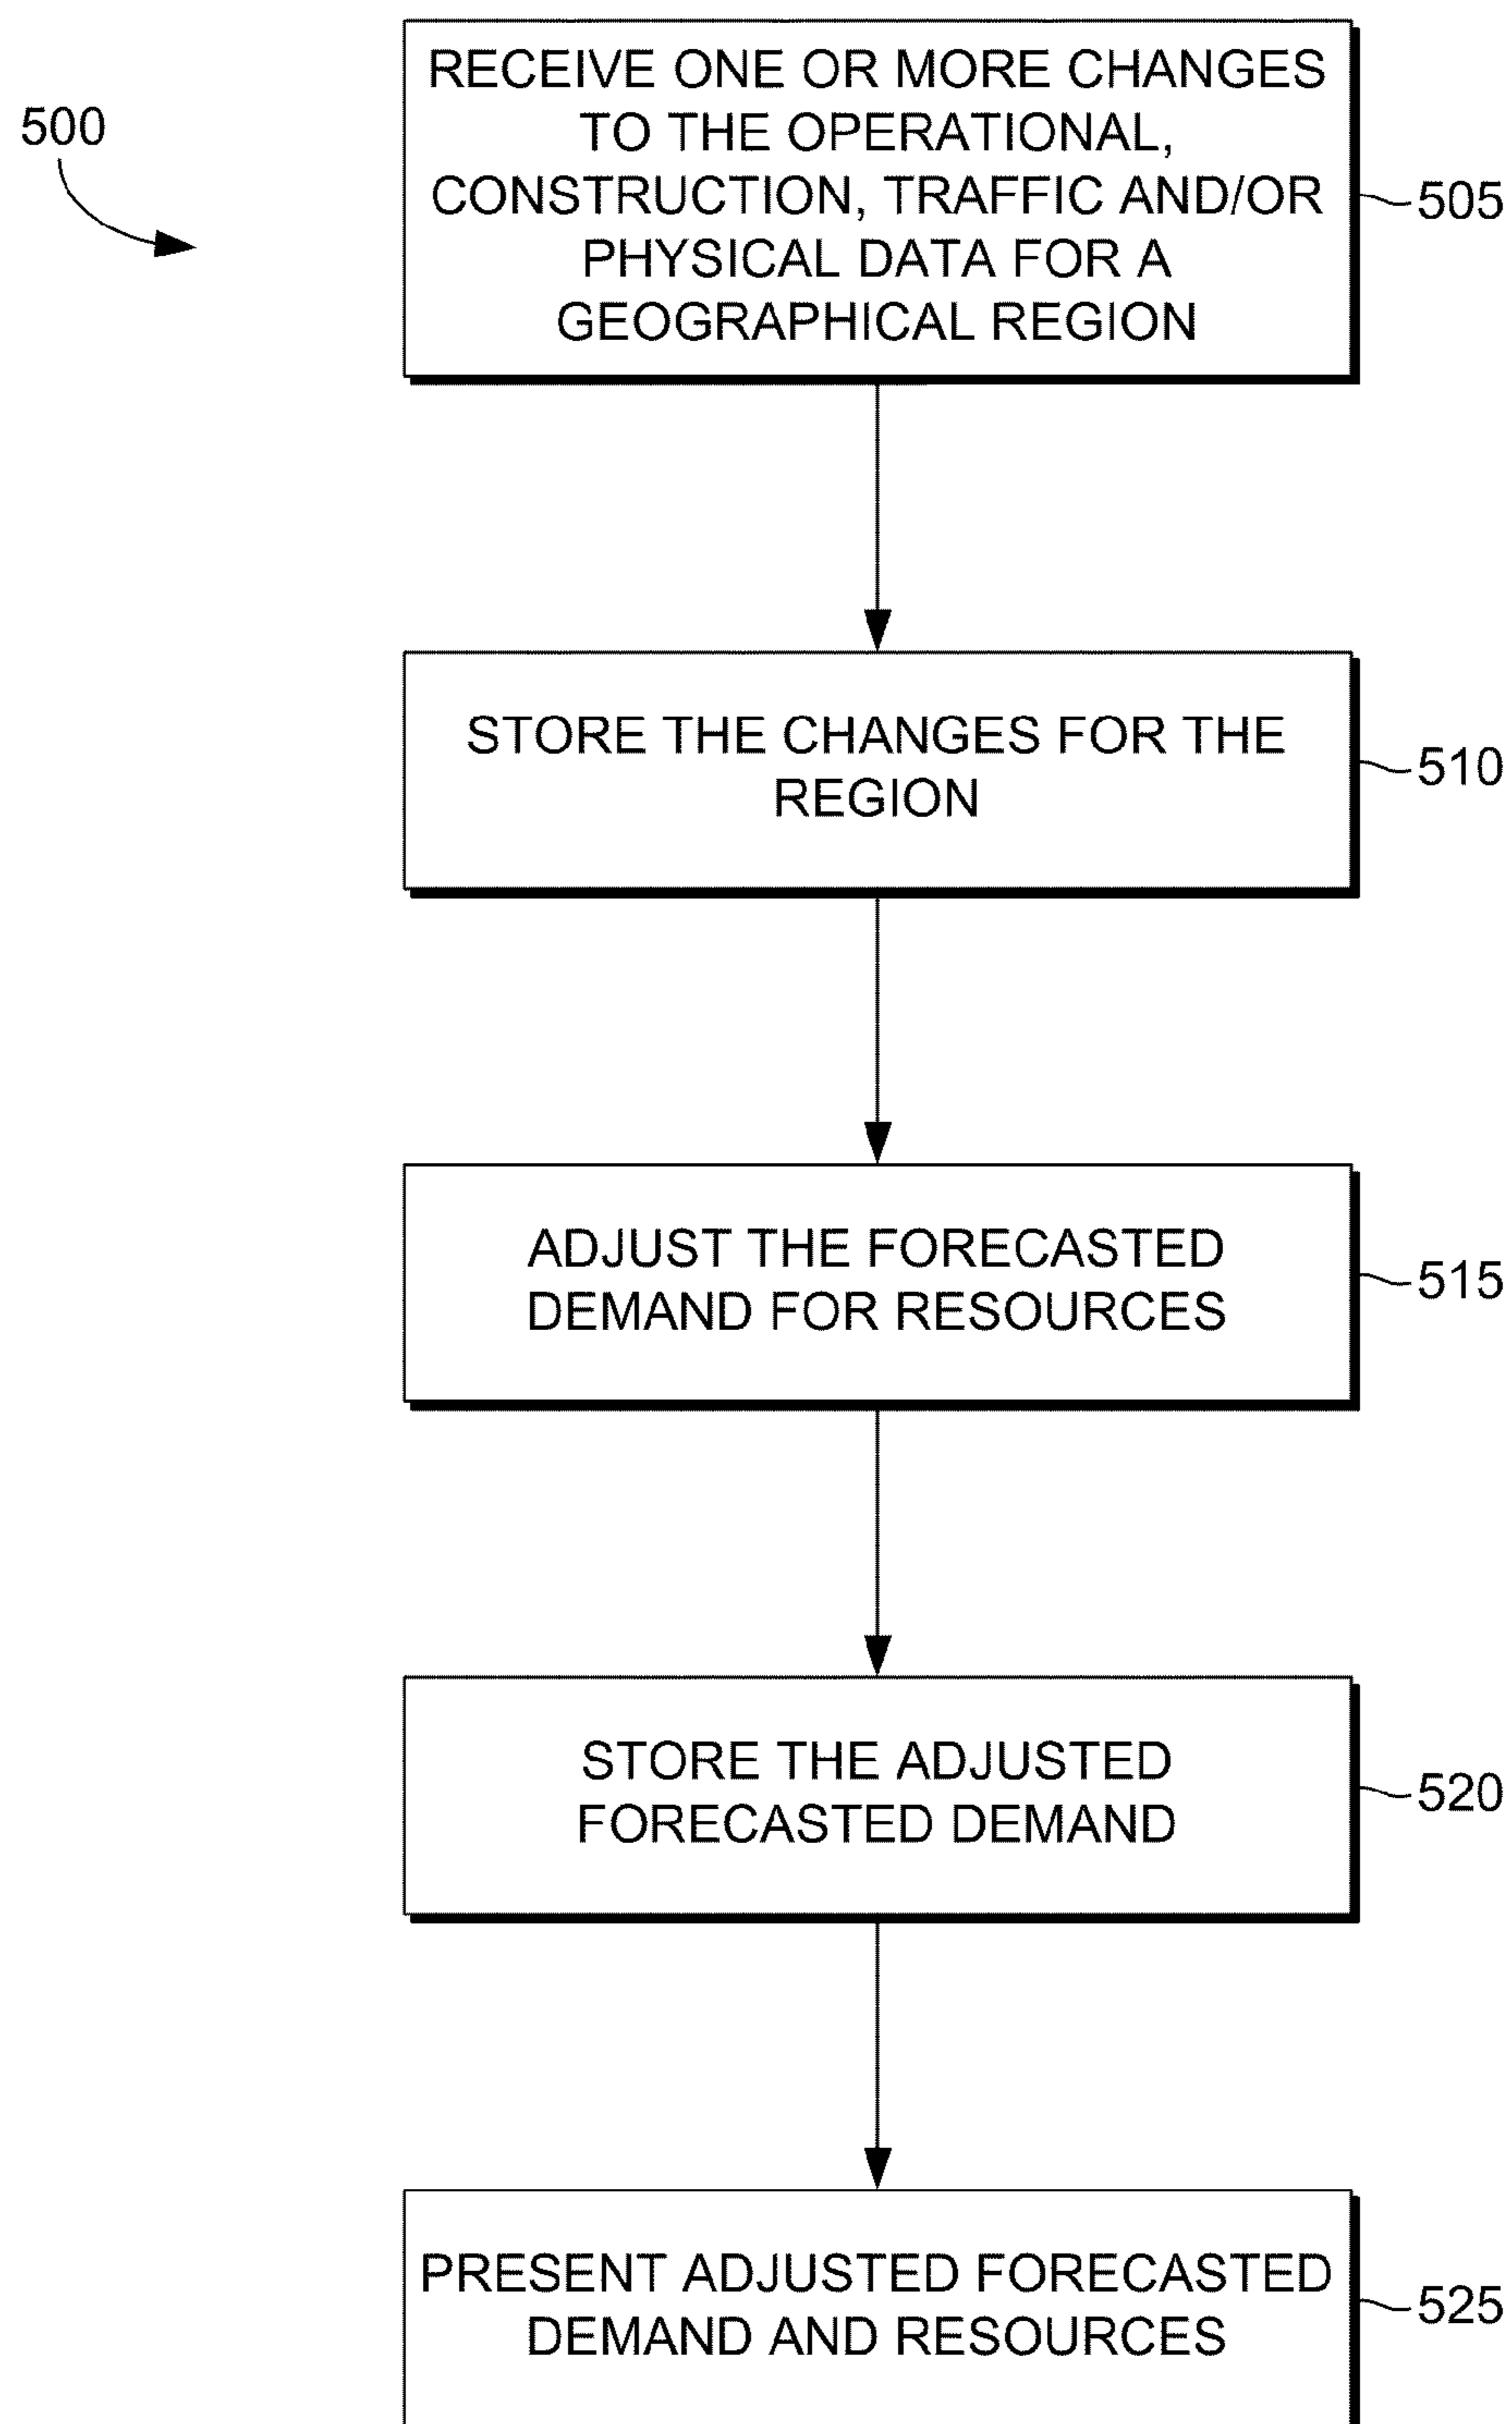 500
RECEIVE ONE OR MORE CHANGES
TO THE OPERATIONAL,
CONSTRUCTION, TRAFFIC AND/OR
PHYSICAL DATA FOR A
GEOGRAPHICAL REGION
505
STORE THE CHANGES FOR THE
REGION
510
ADJUST THE FORECASTED
DEMAND FOR RESOURCES
515
STORE THE ADJUSTED
FORECASTED DEMAND
520
PRESENT ADJUSTED FORECASTED
DEMAND AND RESOURCES
525